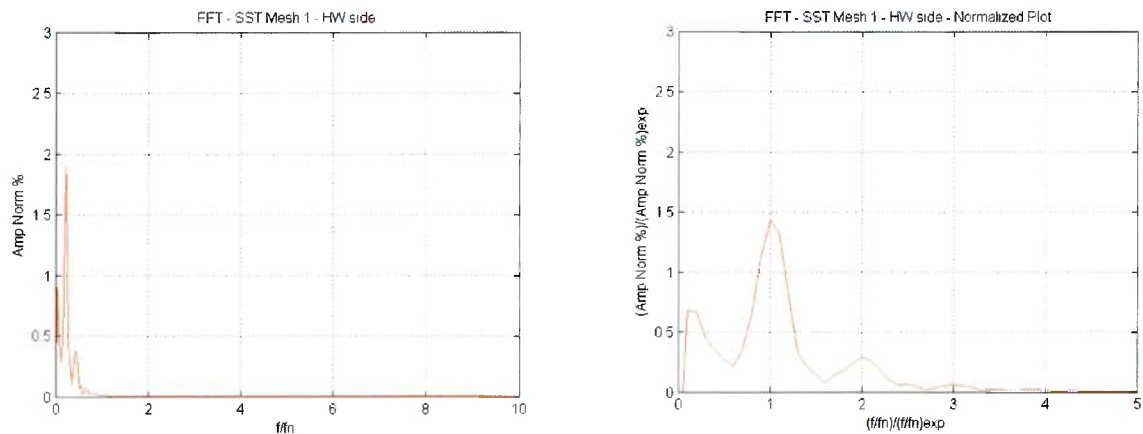 FFT - SST Mesh 1 - HW side
3
2 5
2
1 5
1
0 5
0
Amp Norm %
0 2 4 6 8 10
f/fn
FFT - SST Mesh 1 - HW side - Normalized Plot
3
2 5
2
1 5
1
0 5
0
(Amp Norm %)/(Amp Norm %)exp
0 1 2 3 4 5
(f/fn)/(f/fn)exp